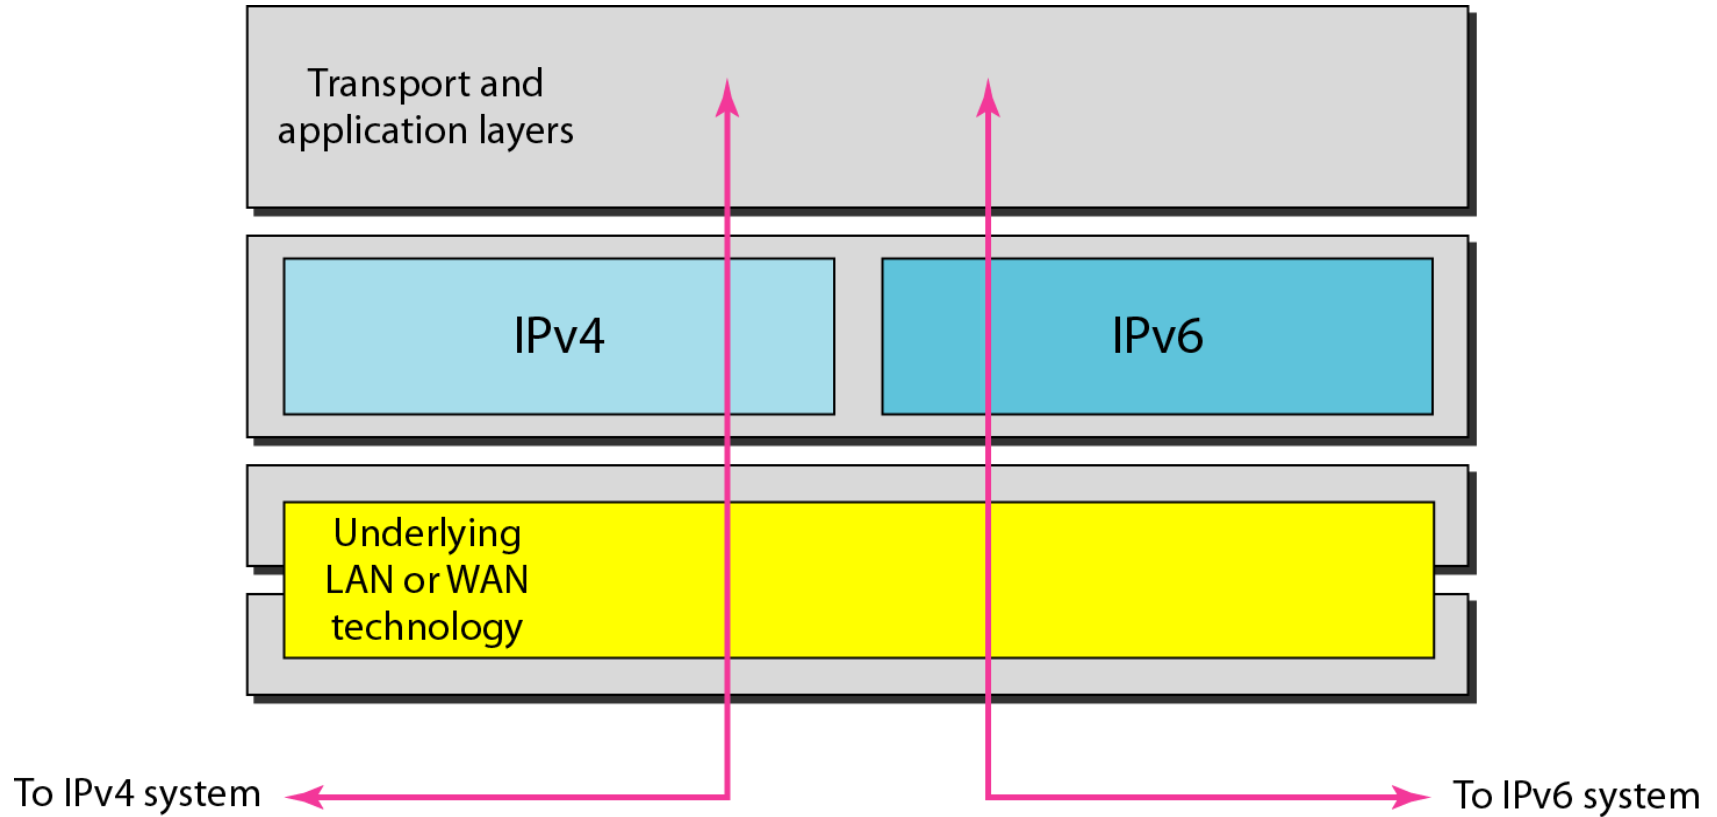 Transport and
application layers
IPv4
IPv6
Underlying
LAN or WAN
technology
To IPv4 system
To IPv6 system